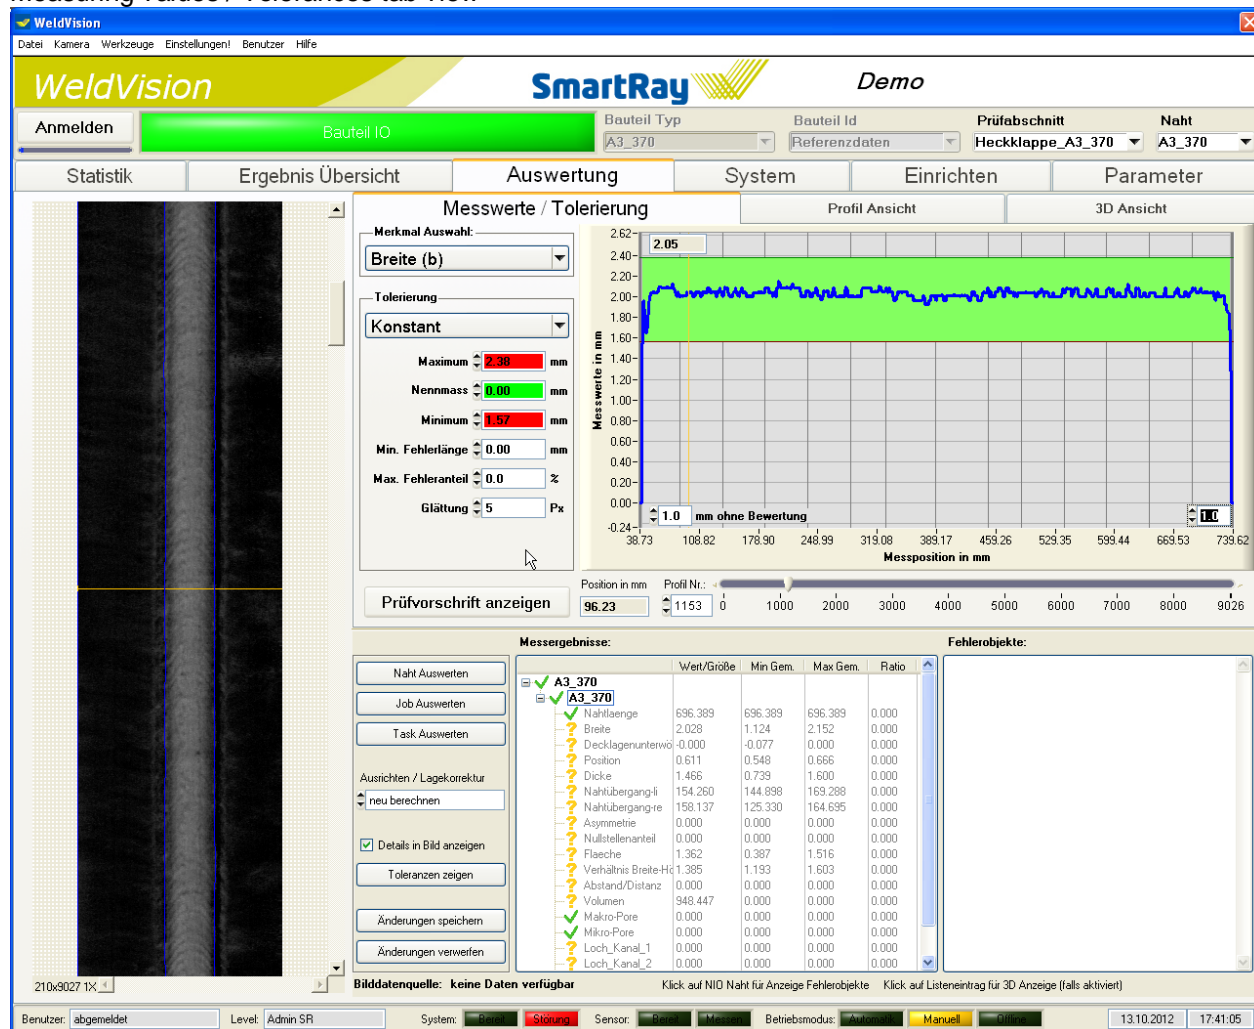 Measuring values / Tolerances tab view
WeldVision
Datei Kamera Werkzeuge Einstellungen! Benutzer Hilfe
WeldVision SmartRay Demo
Anmelden Bauteil IO
Bauteil Typ Bauteil Id Prüfabschnitt Naht
A3_370 Referenzdaten Heckklappe_A3_370 A3_370
Statistik Ergebnis Übersicht Auswertung System Einrichten Parameter
Messwerte / Tolerierung Profil Ansicht 3D Ansicht
Merkmal Auswahl:
Breite (b)
Tolerierung
Konstant
Maximum 2.38 mm
Nennmass 0.00 mm
Minimum 1.57 mm
Min. Fehlerlänge 0.00 mm
Max. Fehleranteil 0.0 %
Glättung 5 Px
Prüfvorschrift anzeigen
2.05
Messwerte in mm
2.62
2.40
2.20
2.00
1.80
1.60
1.40
1.20
1.00
0.80
0.60
0.40
0.20
0.00
-0.24
1.0 mm ohne Bewertung 1.0
38.73 108.82 178.90 248.99 319.08 389.17 459.26 529.35 599.44 669.53 739.62
Messposition in mm
Position in mm Profil Nr.:
96.23 1153 0 1000 2000 3000 4000 5000 6000 7000 8000 9026
Messergebnisse: Fehlerobjekte:
Naht Auswerten
Job Auswerten
Task Auswerten
Ausrichten / Lagekorrektur
neu berechnen
Details in Bild anzeigen
Toleranzen zeigen
Änderungen speichern
Änderungen verwerfen
Wert/Größe Min Gem. Max Gem. Ratio
A3_370
A3_370
Nahtlaenge 696.389 696.389 696.389 0.000
Breite 2.028 1.124 2.152 0.000
Decklagenunterwö -0.000 -0.077 0.000 0.000
Position 0.611 0.548 0.666 0.000
Dicke 1.466 0.739 1.600 0.000
Nahtübergang-li 154.260 144.898 169.288 0.000
Nahtübergang-re 158.137 125.330 164.695 0.000
Asymmetrie 0.000 0.000 0.000 0.000
Nullstellenanteil 0.000 0.000 0.000 0.000
Flaeche 1.362 0.387 1.516 0.000
Verhältnis Breite-Hö 1.385 1.193 1.603 0.000
Abstand/Distanz 0.000 0.000 0.000 0.000
Volumen 948.447 0.000 0.000 0.000
Makro-Pore 0.000 0.000 0.000 0.000
Mikro-Pore 0.000 0.000 0.000 0.000
Loch_Kanal_1 0.000 0.000 0.000 0.000
Loch_Kanal_2 0.000 0.000 0.000 0.000
210x9027 1X
Bilddatenquelle: keine Daten verfügbar Klick auf NIO Naht für Anzeige Fehlerobjekte Klick auf Listeneintrag für 3D Anzeige (falls aktiviert)
Benutzer: abgemeldet Level: Admin SR System: Bereit Störung Sensor: Bereit Messen Betriebsmodus: Automatik Manuell Offline 13.10.2012 17:41:05